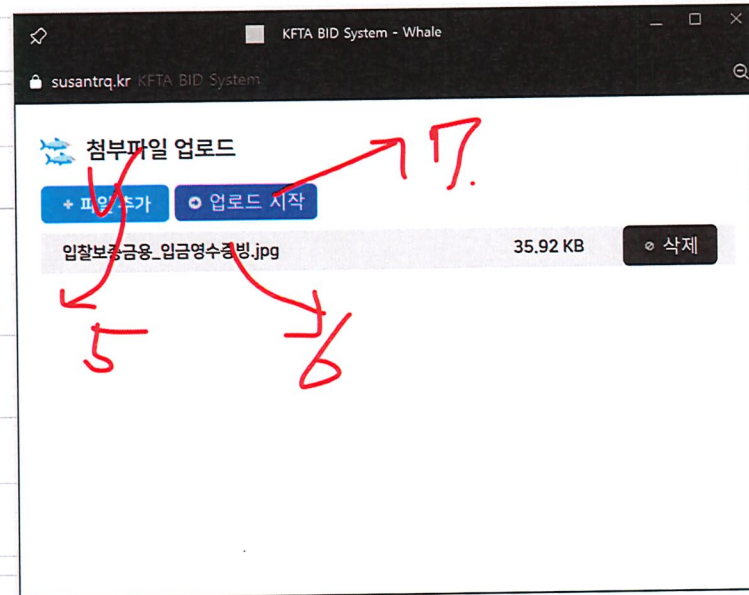 KFTA BID System - Whale
susantrq.kr KFTA BID System
첨부파일 업로드
+ 파일추가 업로드 시작
입찰보증금용_입금영수증빙.jpg 35.92 KB 삭제
5 6 7.